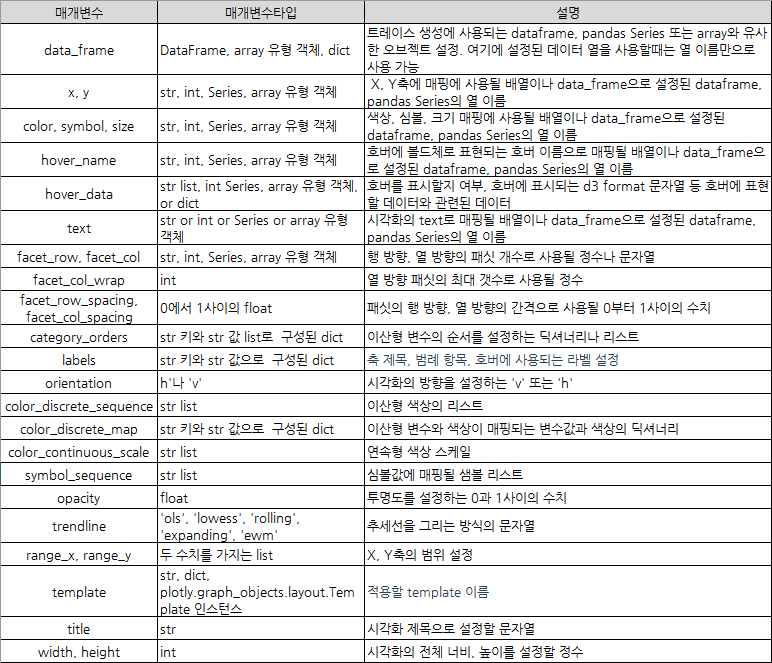 매개변수 매개변수타입 설명
data_frame DataFrame, array 유형 객체, dict
트레이스 생성에 사용되는 dataframe, pandas Series 또는 array와 유사
한 오브젝트 설정. 여기에 설정된 데이터 열을 사용할때는 열 이름만으로
사용 가능
x, y str, int, Series, array 유형 객체
X, Y축에 매핑에 사용될 배열이나 data_frame으로 설정된 dataframe,
pandas Series의 열 이름
color, symbol, size str, int, Series, array 유형 객체
색상, 심볼, 크기 매핑에 사용될 배열이나 data_frame으로 설정된
dataframe, pandas Series의 열 이름
hover_name str, int, Series, array 유형 객체
호버에 볼드체로 표현되는 호버 이름으로 매핑될 배열이나 data_frame으
로 설정된 dataframe, pandas Series의 열 이름
hover_data
str list, int Series, array 유형 객체,
or dict
호버를 표시할지 여부, 호버에 표시되는 d3 format 문자열 등 호버에 표현
할 데이터와 관련된 데이터
text
str or int or Series or array 유형
객체
시각화의 text로 매핑될 배열이나 data_frame으로 설정된 dataframe,
pandas Series의 열 이름
facet_row, facet_col str, int, Series, array 유형 객체 행 방향, 열 방향의 패싯 개수로 사용될 정수나 문자열
facet_col_wrap int 열 방향 패싯의 최대 갯수로 사용될 정수
facet_row_spacing,
facet_col_spacing
0에서 1사이의 float 패싯의 행 방향, 열 방향의 간격으로 사용될 0부터 1사이의 수치
category_orders str 키와 str 값 list로 구성된 dict 이산형 변수의 순서를 설정하는 딕셔너리나 리스트
labels str 키와 str 값으로 구성된 dict 축 제목, 범례 항목, 호버에 사용되는 라벨 설정
orientation h'나 'v' 시각화의 방향을 설정하는 'v' 또는 'h'
color_discrete_sequence str list 이산형 색상의 리스트
color_discrete_map str 키와 str 값으로 구성된 dict 이산형 변수와 색상이 매핑되는 변수값과 색상의 딕셔너리
color_continuous_scale str list 연속형 색상 스케일
symbol_sequence str list 심볼값에 매핑될 샘볼 리스트
opacity float 투명도를 설정하는 0과 1사이의 수치
trendline
'ols', 'lowess', 'rolling',
'expanding', 'ewm'
추세선을 그리는 방식의 문자열
range_x, range_y 두 수치를 가지는 list X, Y축의 범위 설정
template
str, dict,
plotly.graph_objects.layout.Tem
plate 인스턴스
적용할 template 이름
title str 시각화 제목으로 설정할 문자열
width, height int 시각화의 전체 너비, 높이를 설정할 정수